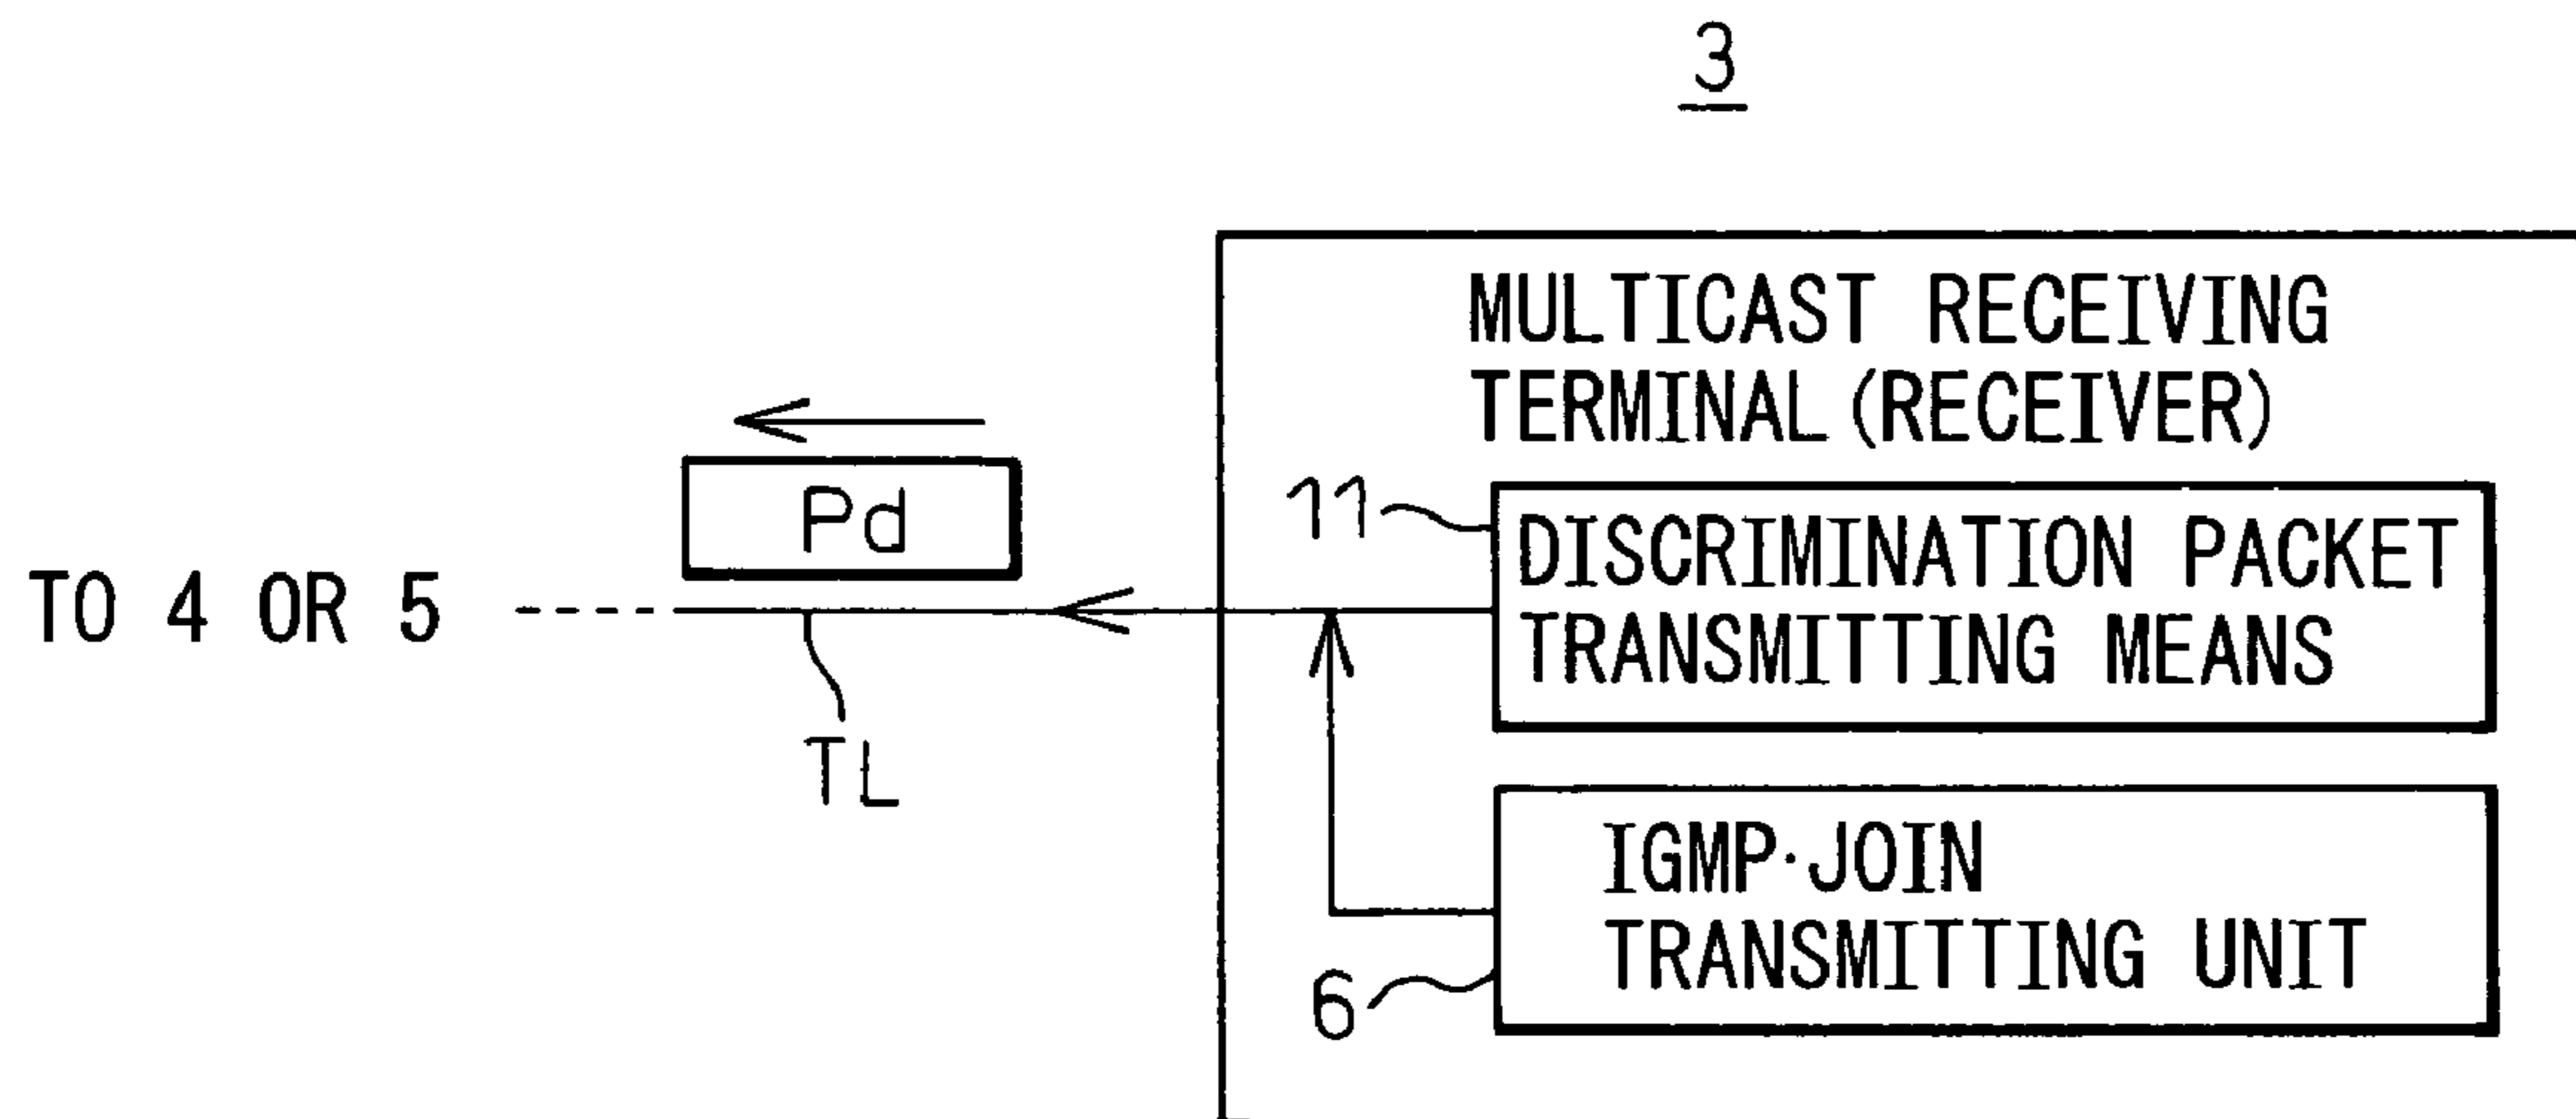 3
MULTICAST RECEIVING
TERMINAL (RECEIVER)
Pd
11
DISCRIMINATION PACKET
TRANSMITTING MEANS
TO 4 OR 5
TL
IGMP·JOIN
TRANSMITTING UNIT
6